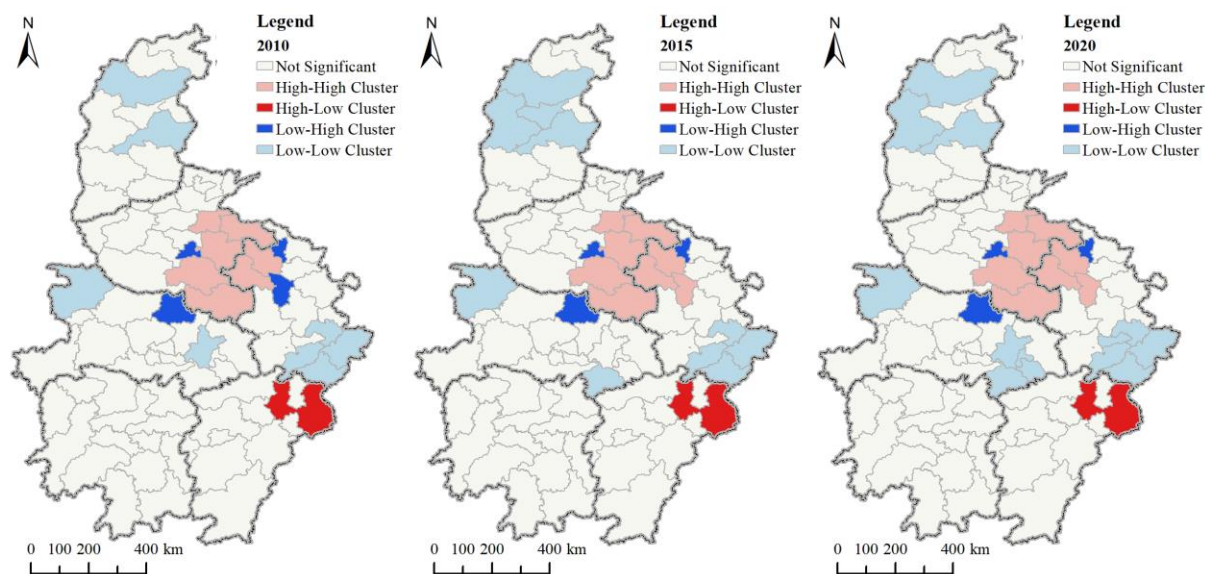 N
Legend
2010
Not Significant
High-High Cluster
High-Low Cluster
Low-High Cluster
Low-Low Cluster
0 100 200 400 km
N
Legend
2015
Not Significant
High-High Cluster
High-Low Cluster
Low-High Cluster
Low-Low Cluster
0 100 200 400 km
N
Legend
2020
Not Significant
High-High Cluster
High-Low Cluster
Low-High Cluster
Low-Low Cluster
0 100 200 400 km